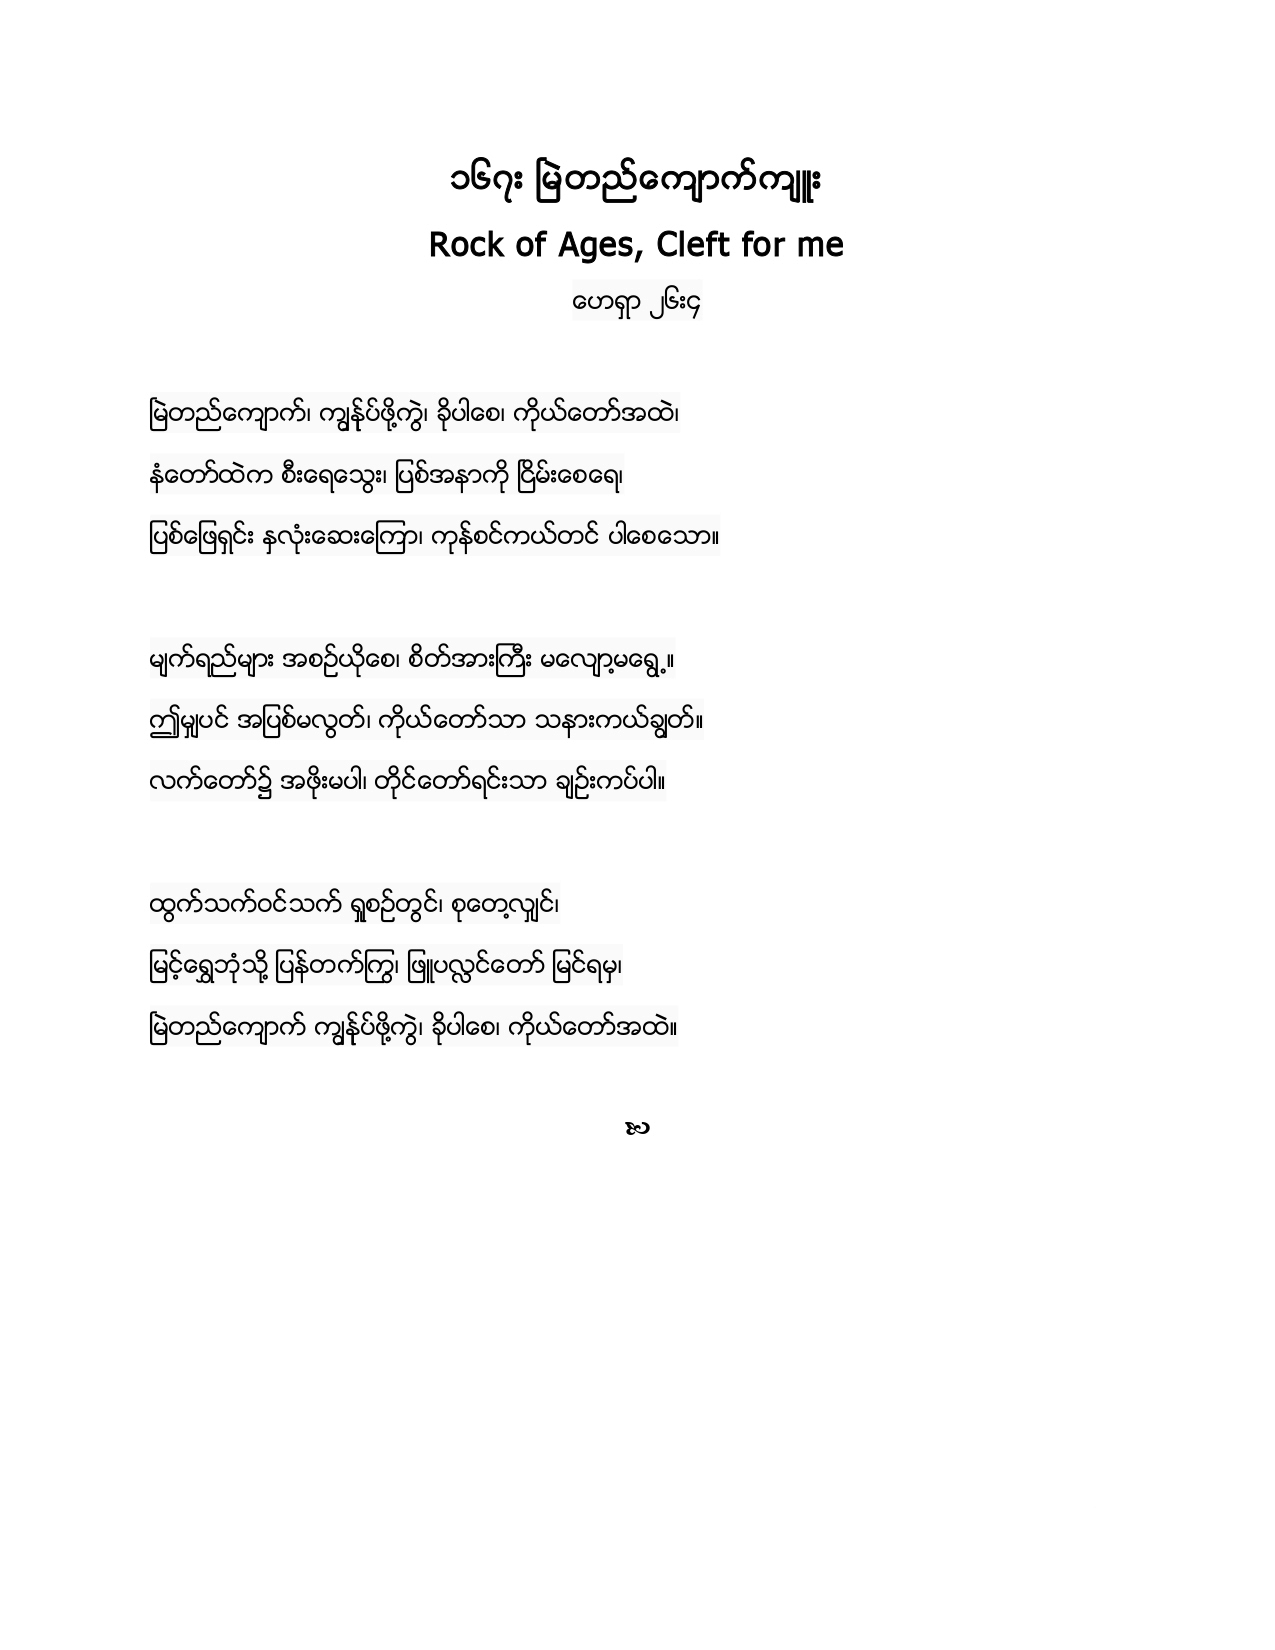 ၁၆၇း မြဲတည်ကျောက်ကျူး
Rock of Ages, Cleft for me
ဟေရှာ ၂၆း၄
မြဲတည်ကျောက်၊ ကျွန်ုပ်ဖို့ကွဲ၊ ခိုပါစေ၊ ကိုယ်တော်အထဲ၊
နံတော်ထဲက စီးရေသွေး၊ ပြစ်အနာကို ငြိမ်းစေရေ၊
ပြစ်ဖြေရှင်း နှလုံးဆေးကြော၊ ကုန်စင်ကယ်တင် ပါစေသော။
မျက်ရည်များ အစဉ်ယိုစေ၊ စိတ်အားကြီး မလျော့မရွေ့။
ဤမျှပင် အပြစ်မလွတ်၊ ကိုယ်တော်သာ သနားကယ်ချွတ်။
လက်တော်၌ အဖိုးမပါ၊ တိုင်တော်ရင်းသာ ချဉ်းကပ်ပါ။
ထွက်သက်ဝင်သက် ရှူစဉ်တွင်၊ စုတေ့လျှင်၊
မြင့်ရွှေဘုံသို့ ပြန်တက်ကြွ၊ ဖြူပလ္လင်တော် မြင်ရမှ၊
မြဲတည်ကျောက် ကျွန်ုပ်ဖို့ကွဲ၊ ခိုပါစေ၊ ကိုယ်တော်အထဲ။